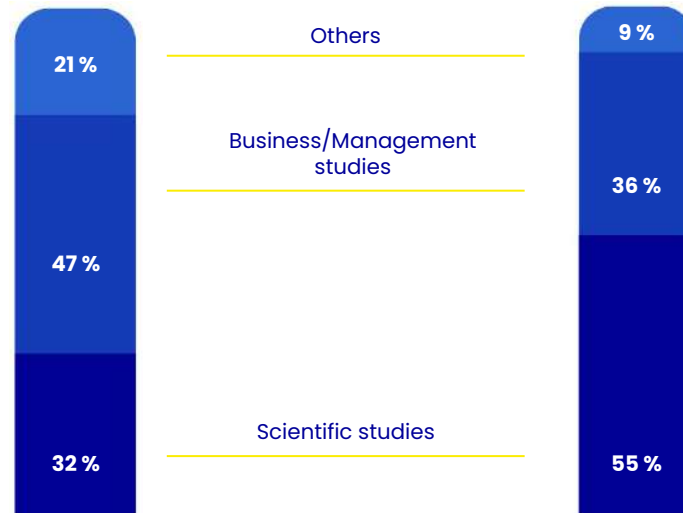 Others
21 %
9 %
Business/Management
studies
36 %
47 %
Scientific studies
32 %
55 %